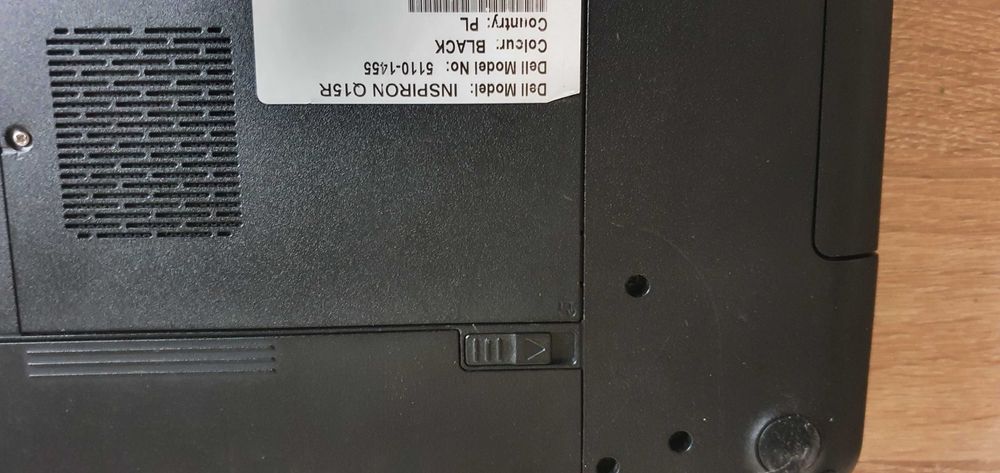 Dell Model: INSPIRON Q15R
Dell Model No: 5110-1455
Colour: BLACK
Country: PL